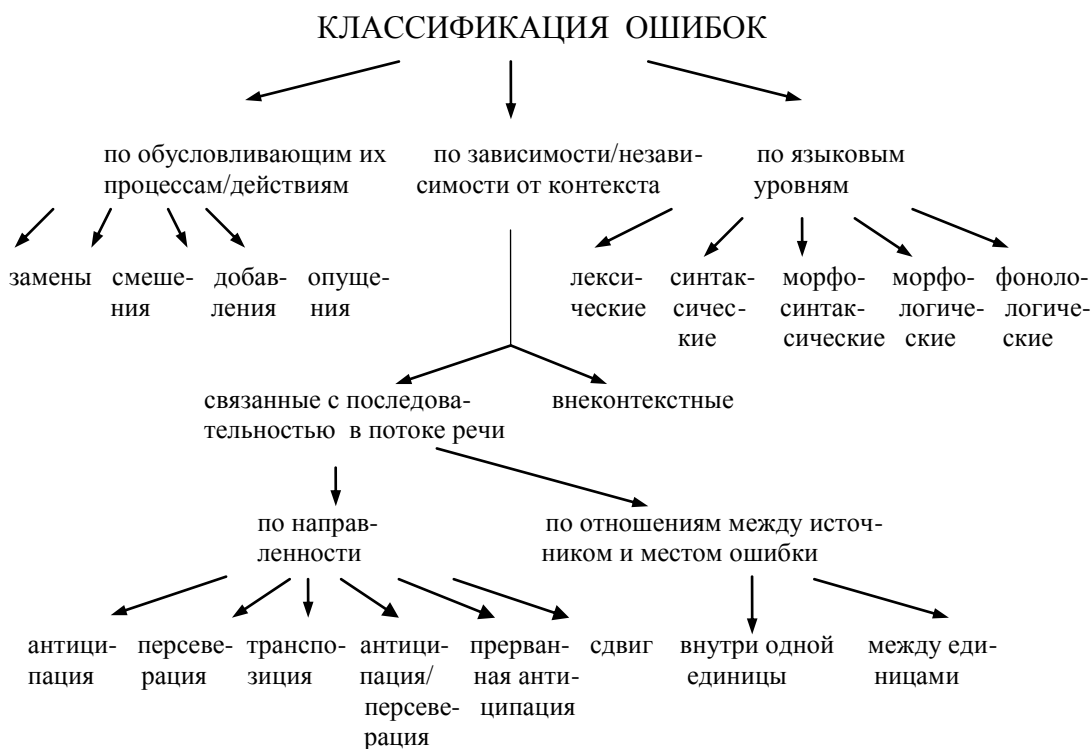 КЛАССИФИКАЦИЯ ОШИБОК
по обусловливающим их
процессам/действиям
по зависимости/незави-
симости от контекста
по языковым
уровням
замены
смеше-
ния
добав-
ления
опуще-
ния
лекси-
ческие
синтак-
сичес-
кие
морфо-
синтак-
сические
морфо-
логиче-
ские
фоноло-
логиче-
ские
связанные с последова-
тельностью в потоке речи
внеконтекстные
по направ-
ленности
по отношениям между источ-
ником и местом ошибки
антици-
пация
персеве-
рация
транспо-
зиция
антици-
пация/
персеве-
рация
прерван-
ная анти-
ципация
сдвиг
внутри одной
единицы
между еди-
ницами